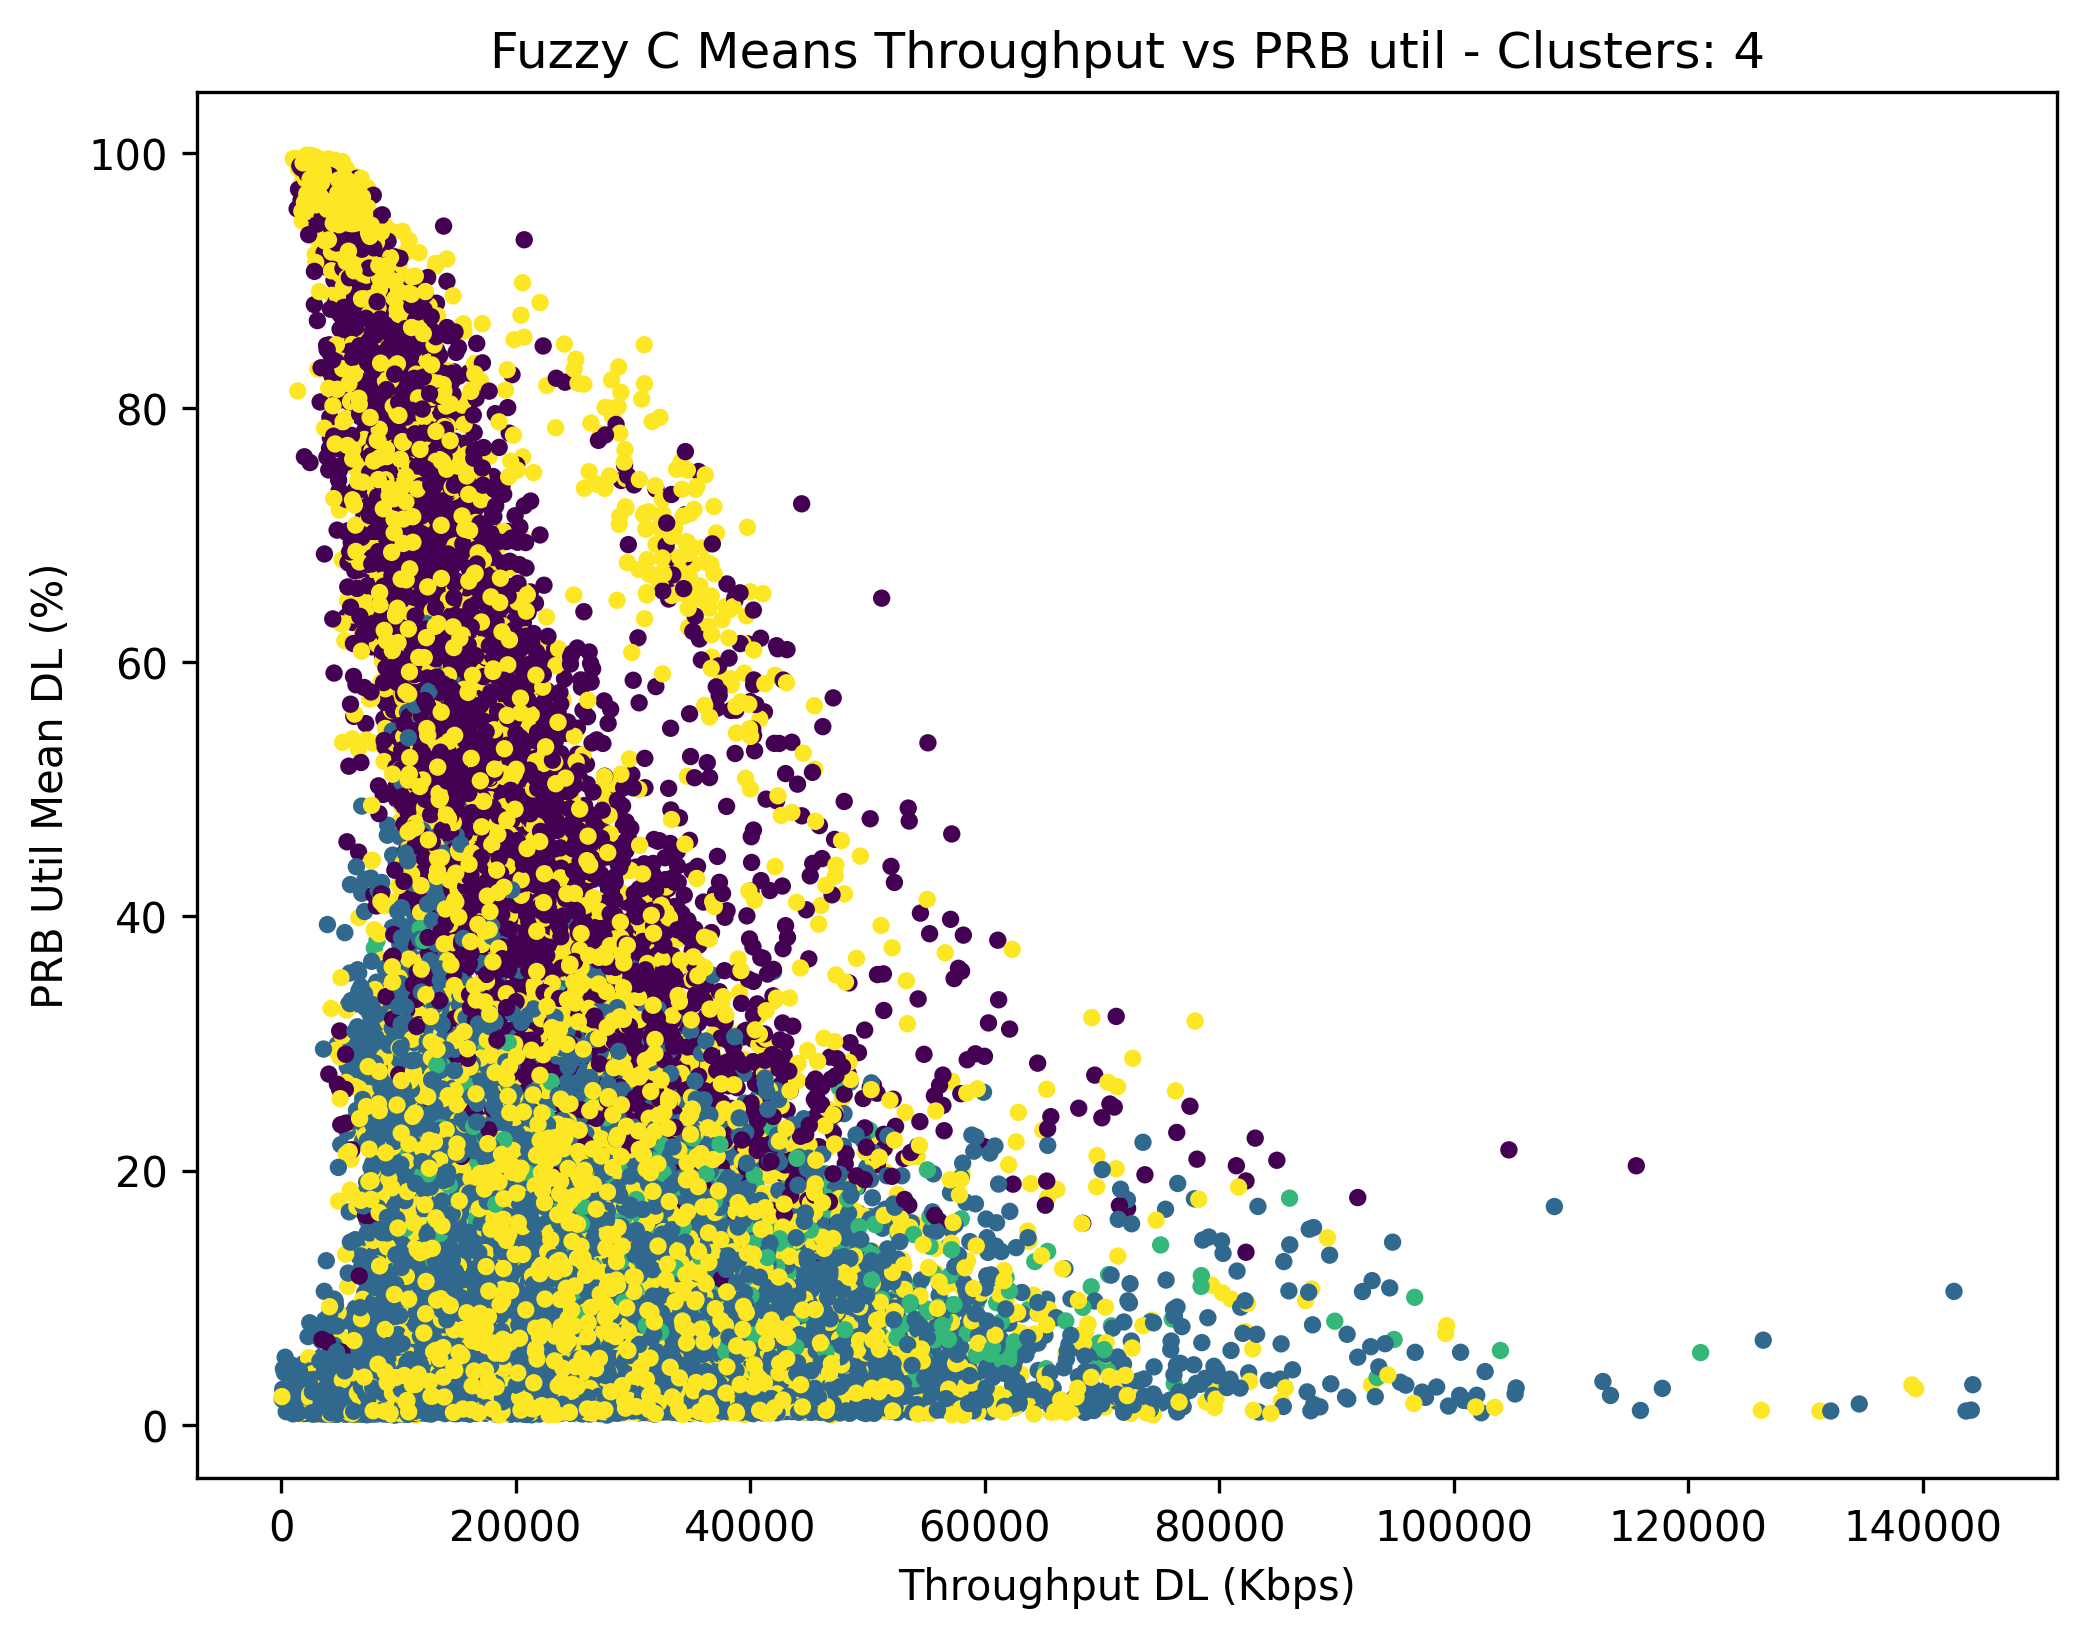 Fuzzy C Means Throughput vs PRB util - Clusters: 4
PRB Util Mean DL (%)
100
80
60
40
20
0
0 20000 40000 60000 80000 100000 120000 140000
Throughput DL (Kbps)